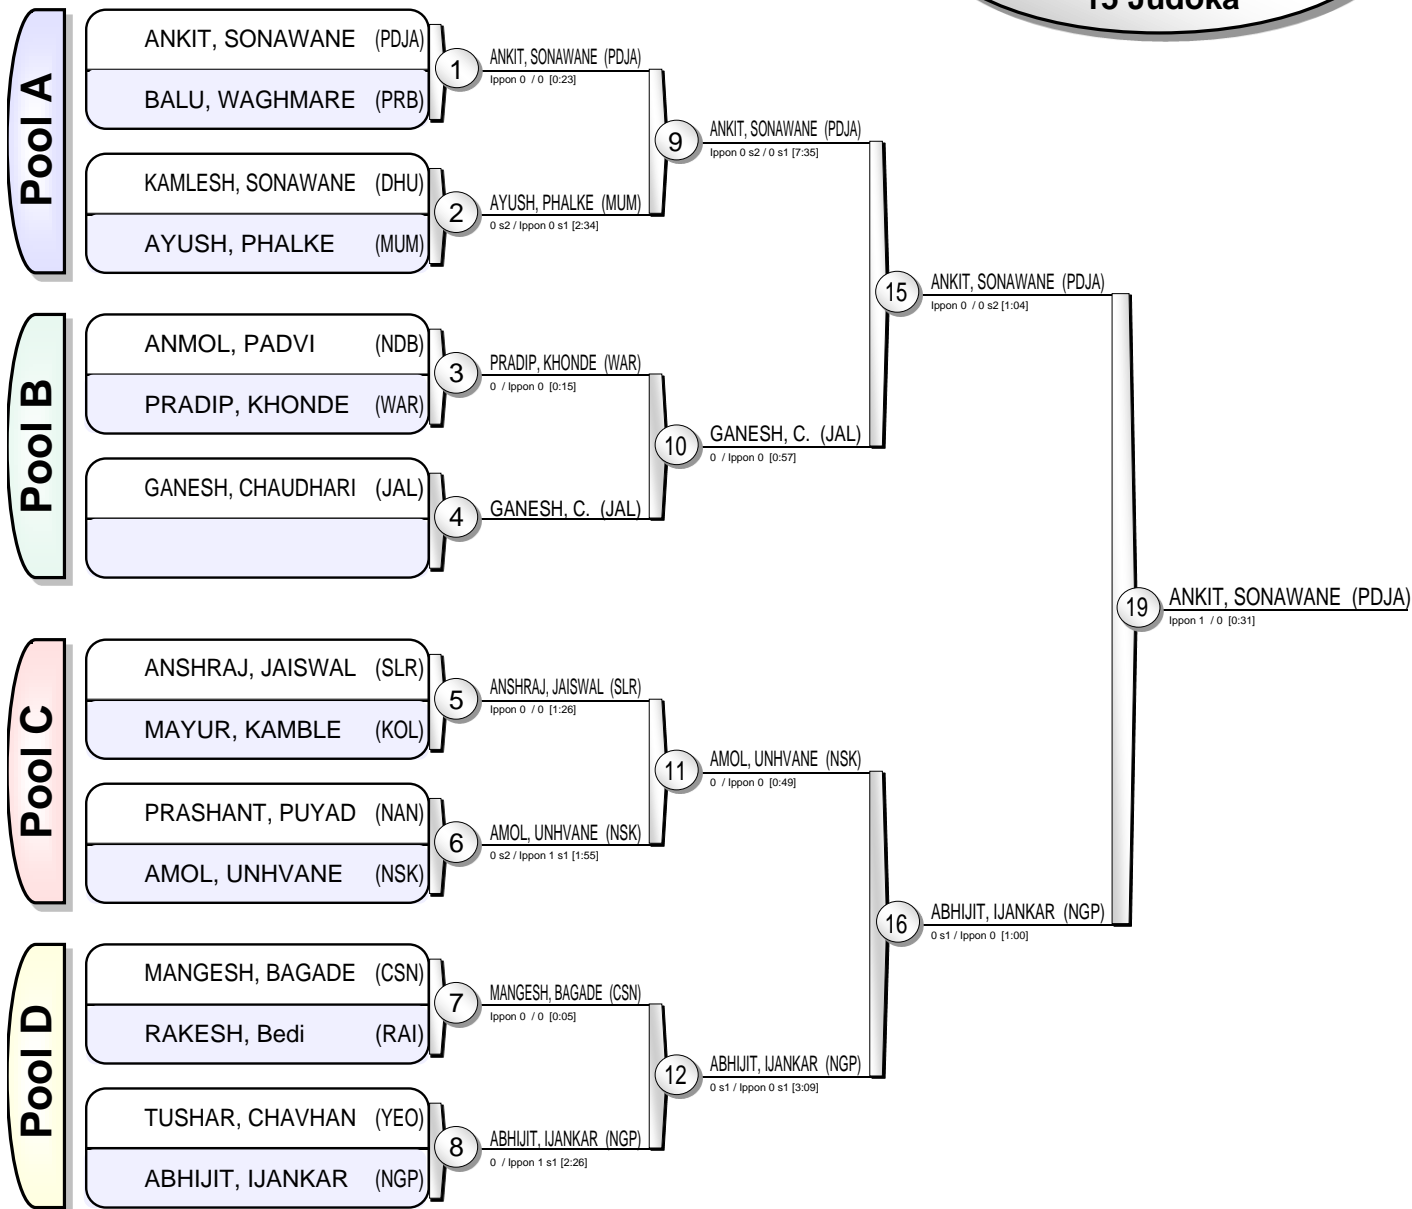 15 Judoka
Pool A
ANKIT, SONAWANE (PDJA)
BALU, WAGHMARE (PRB)
KAMLESH, SONAWANE (DHU)
AYUSH, PHALKE (MUM)
1
ANKIT, SONAWANE (PDJA)
Ippon 0 / 0 [0:23]
2
AYUSH, PHALKE (MUM)
0 s2 / Ippon 0 s1 [2:34]
9
ANKIT, SONAWANE (PDJA)
Ippon 0 s2 / 0 s1 [7:35]
Pool B
ANMOL, PADVI (NDB)
PRADIP, KHONDE (WAR)
GANESH, CHAUDHARI (JAL)
3
PRADIP, KHONDE (WAR)
0 / Ippon 0 [0:15]
4
GANESH, C. (JAL)
10
GANESH, C. (JAL)
0 / Ippon 0 [0:57]
15
ANKIT, SONAWANE (PDJA)
Ippon 0 / 0 s2 [1:04]
Pool C
ANSHRAJ, JAISWAL (SLR)
MAYUR, KAMBLE (KOL)
PRASHANT, PUYAD (NAN)
AMOL, UNHVANE (NSK)
5
ANSHRAJ, JAISWAL (SLR)
Ippon 0 / 0 [1:26]
6
AMOL, UNHVANE (NSK)
0 s2 / Ippon 1 s1 [1:55]
11
AMOL, UNHVANE (NSK)
0 / Ippon 0 [0:49]
Pool D
MANGESH, BAGADE (CSN)
RAKESH, Bedi (RAI)
TUSHAR, CHAVHAN (YEO)
ABHIJIT, IJANKAR (NGP)
7
MANGESH, BAGADE (CSN)
Ippon 0 / 0 [0:05]
8
ABHIJIT, IJANKAR (NGP)
0 / Ippon 1 s1 [2:26]
12
ABHIJIT, IJANKAR (NGP)
0 s1 / Ippon 0 s1 [3:09]
16
ABHIJIT, IJANKAR (NGP)
0 s1 / Ippon 0 [1:00]
19
ANKIT, SONAWANE (PDJA)
Ippon 1 / 0 [0:31]